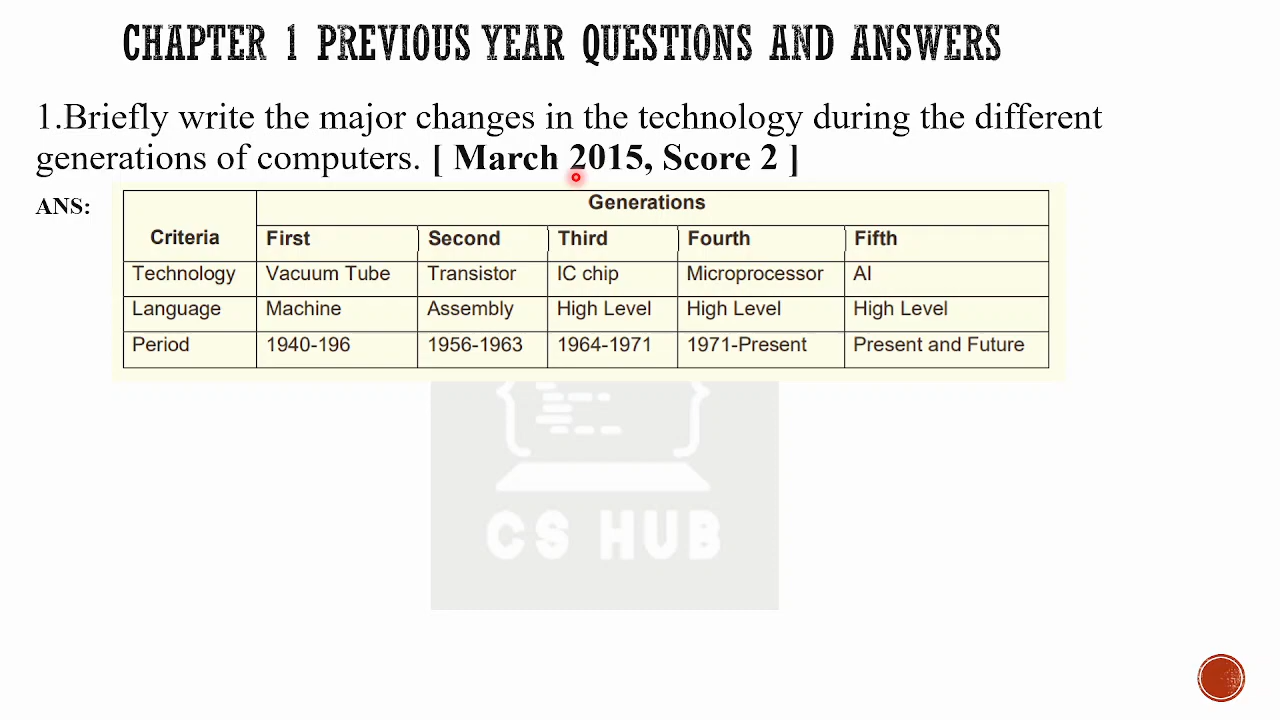 CHAPTER 1 PREVIOUS YEAR QUESTIONS AND ANSWERS
1.Briefly write the major changes in the technology during the different
generations of computers. [ March 2015, Score 2 ]
ANS:
Criteria Generations
First Second Third Fourth Fifth
Technology Vacuum Tube Transistor IC chip Microprocessor AI
Language Machine Assembly High Level High Level High Level
Period 1940-196 1956-1963 1964-1971 1971-Present Present and Future
CS HUB